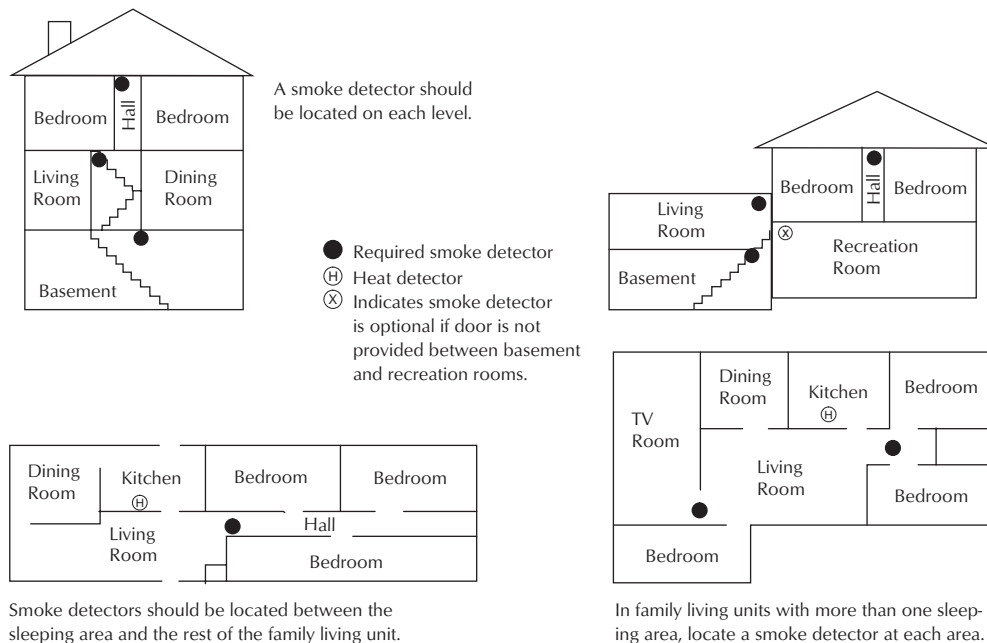 A smoke detector should
be located on each level.
Bedroom
Hall
Bedroom
Living
Room
Dining
Room
Basement
Required smoke detector
H Heat detector
X Indicates smoke detector
is optional if door is not
provided between basement
and recreation rooms.
Bedroom
Hall
Bedroom
Living
Room
X
Recreation
Room
Basement
Dining
Room
Kitchen
H
Bedroom
Bedroom
Living
Room
Hall
Bedroom
Smoke detectors should be located between the
sleeping area and the rest of the family living unit.
TV
Room
Dining
Room
Kitchen
H
Bedroom
Living
Room
Bedroom
Bedroom
In family living units with more than one sleep-
ing area, locate a smoke detector at each area.